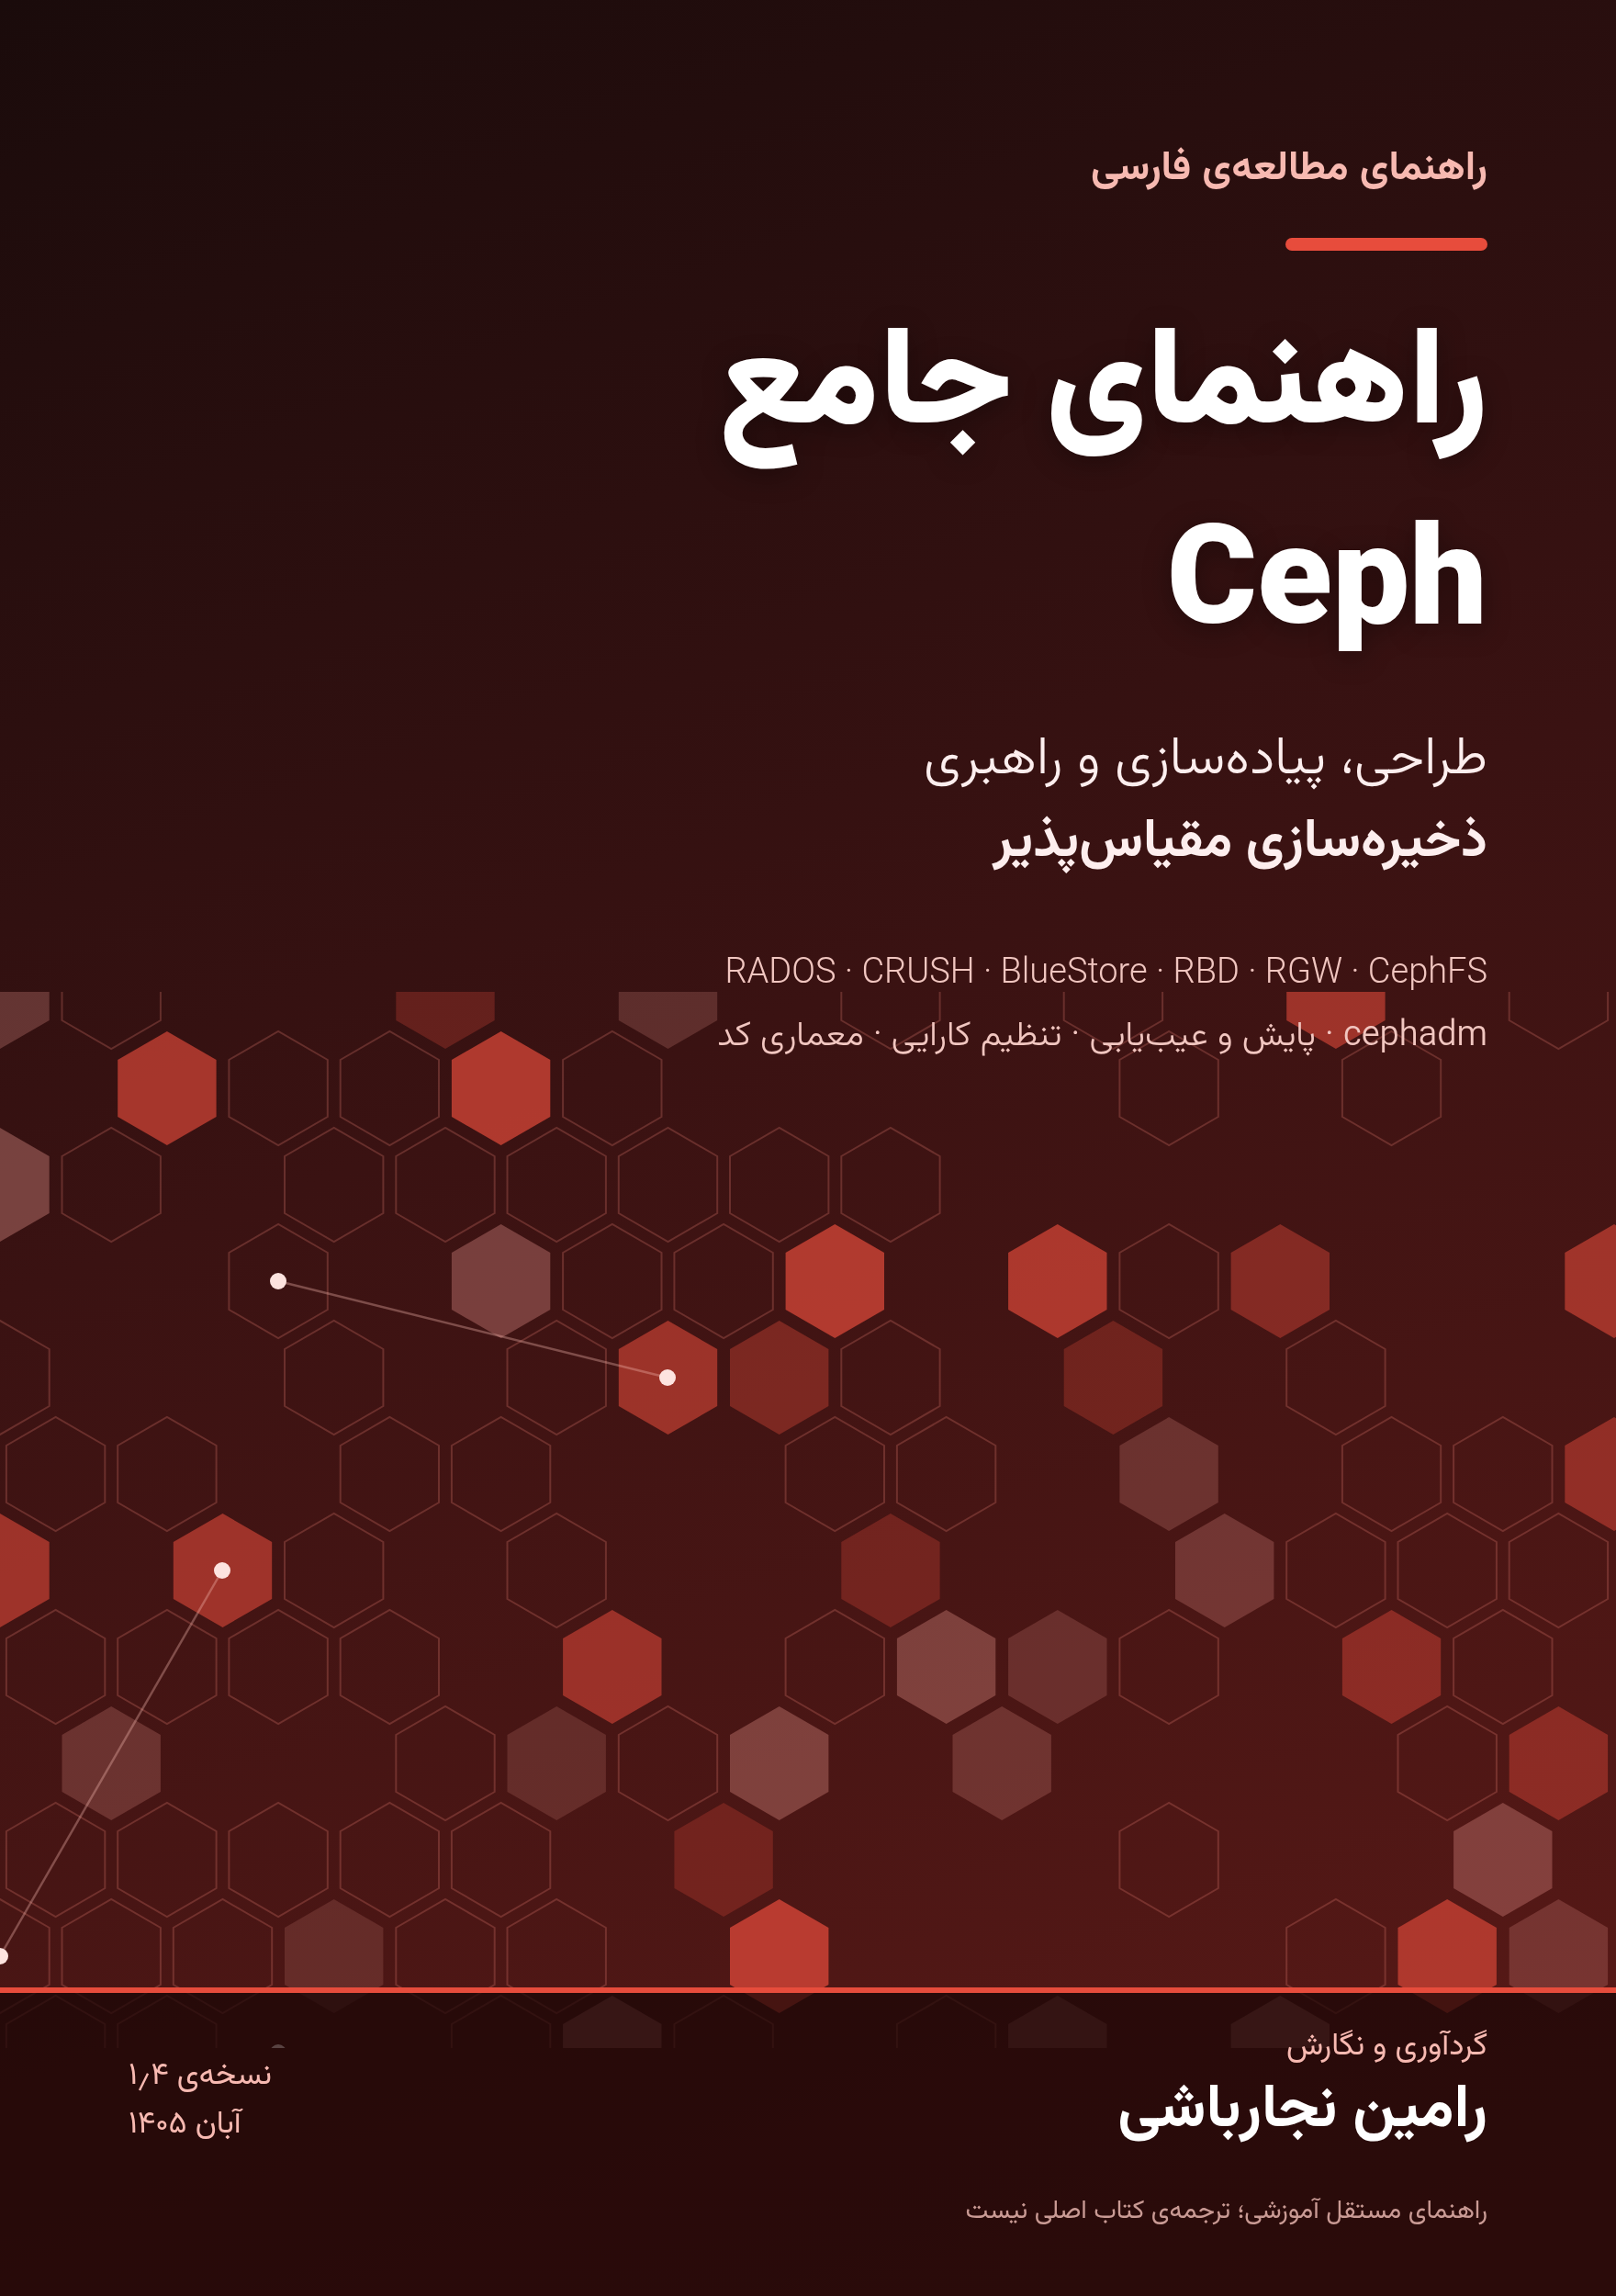 راهنمای مطالعه‌ی فارسی
راهنمای جامع
Ceph
طراحی، پیاده‌سازی و راهبری
ذخیره‌سازی مقیاس‌پذیر
RADOS · CRUSH · BlueStore · RBD · RGW · CephFS
cephadm · پایش و عیب‌یابی · تنظیم کارایی · معماری کد
گردآوری و نگارش
رامین نجارباشی
نسخه‌ی ۱٫۴
آبان ۱۴۰۵
راهنمای مستقل آموزشی؛ ترجمه‌ی کتاب اصلی نیست